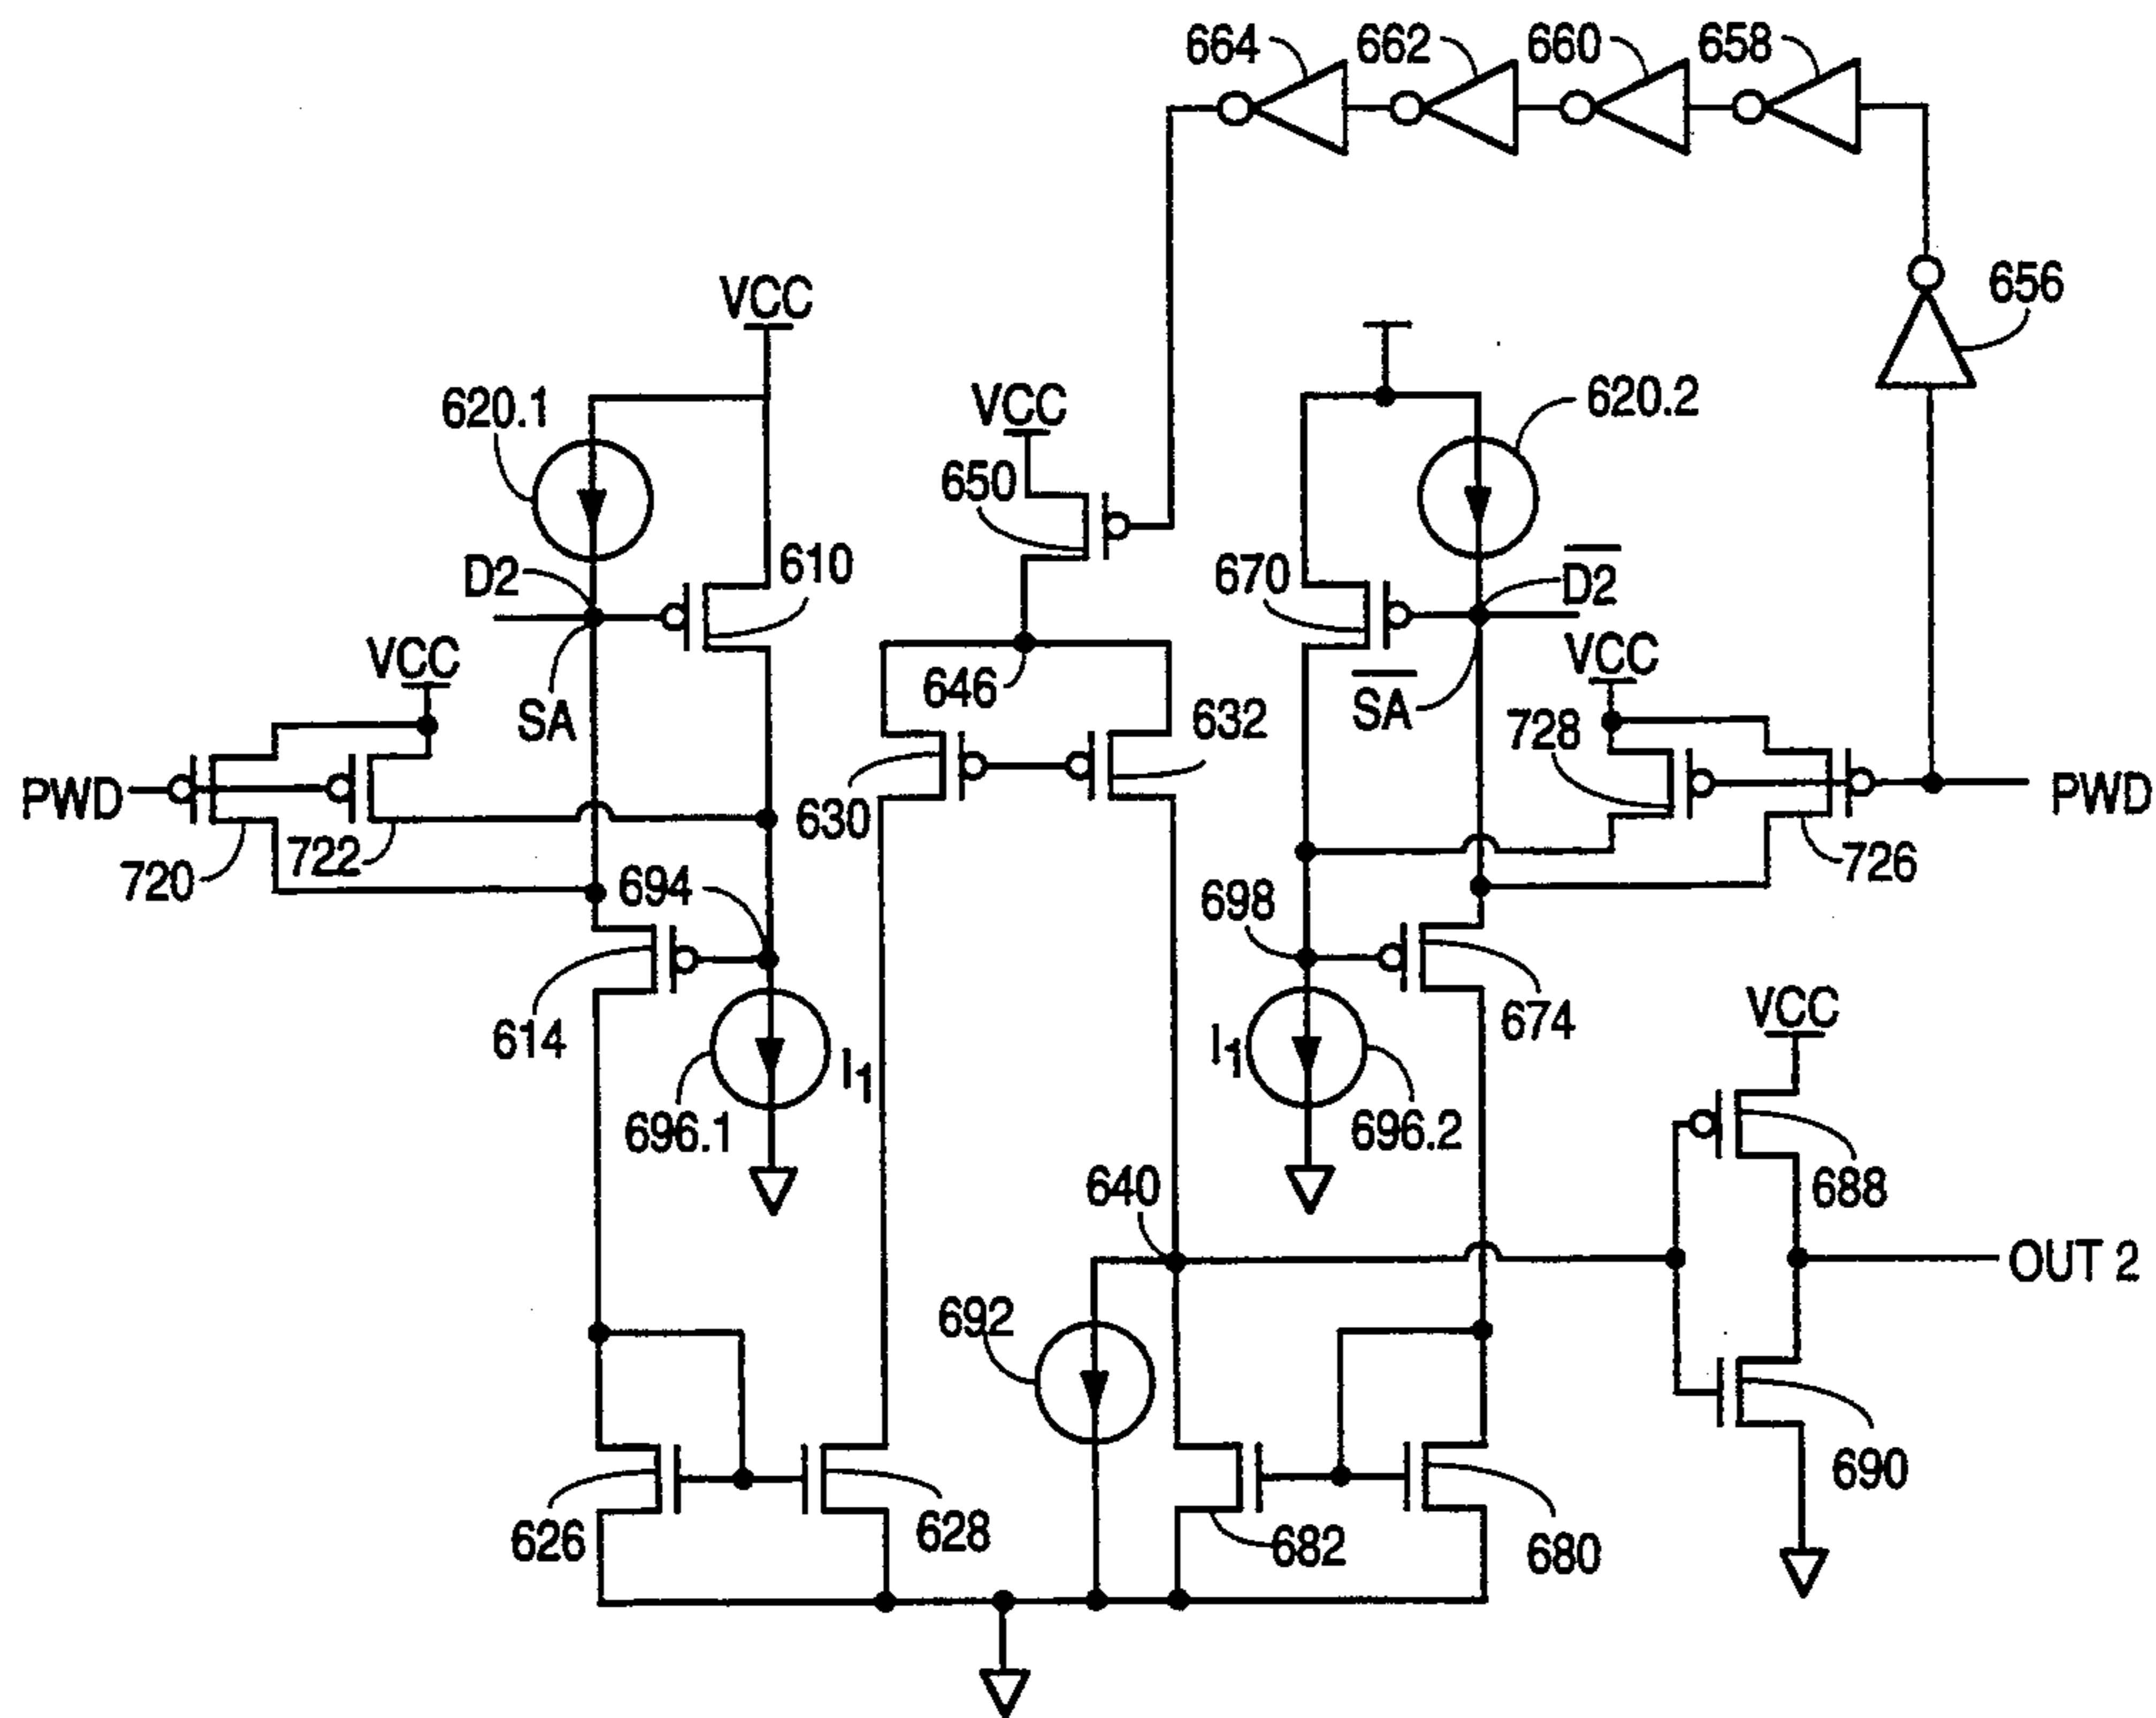 664 662 660 658
656
VCC
620.1
VCC
620.2
650
610
D2
670
D̅2̅
VCC
SA
646
S̅A̅
632
VCC
728
PWD
630
PWD
720
722
694
698
726
614
I₁
I₁
674
VCC
696.1
696.2
640
688
OUT 2
692
626
628
682
680
690